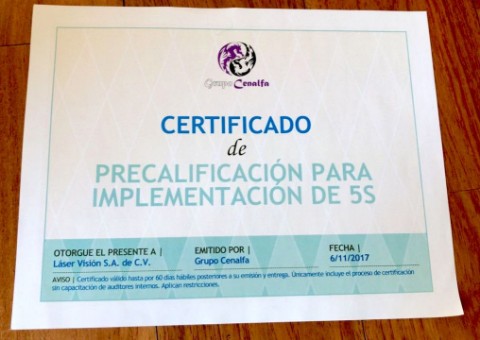 Grupo Cenalfa
CERTIFICADO
de
PRECALIFICACIÓN PARA
IMPLEMENTACIÓN DE 5S
OTORGUE EL PRESENTE A |
Láser Visión S.A. de C.V.
EMITIDO POR |
Grupo Cenalfa
FECHA |
6/11/2017
AVISO | Certificado válido hasta por 60 días hábiles posteriores a su emisión y entrega. Únicamente incluye el proceso de certificación
sin capacitación de auditores internos. Aplican restricciones.